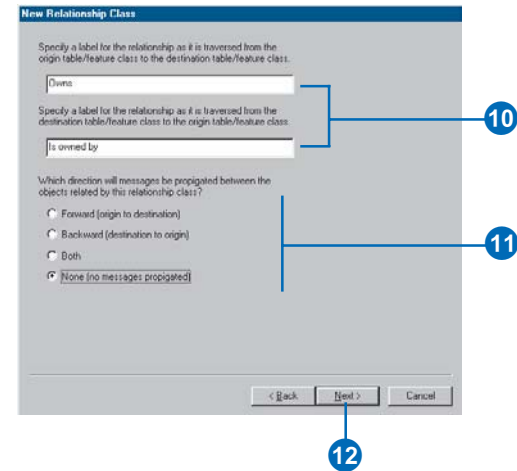 New Relationship Class
Specify a label for the relationship as it is traversed from the
origin table/feature class to the destination table/feature class.
Owns
Specify a label for the relationship as it is traversed from the
destination table/feature class to the origin table/feature class.
Is owned by
10
Which direction will messages be propigated between the
objects related by this relationship class?
Forward (origin to destination)
Backward (destination to origin)
Both
None (no messages propigated)
11
< Back Next > Cancel
12